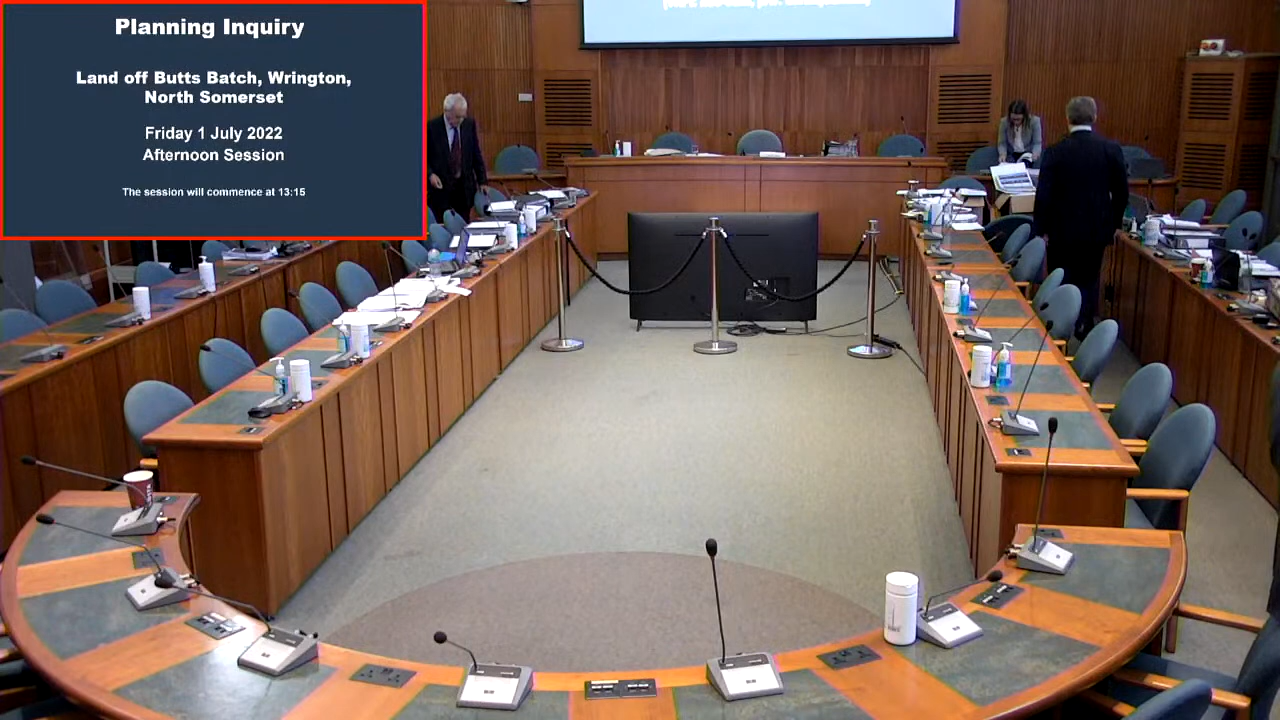 Planning Inquiry
Land off Butts Batch, Wrington,
North Somerset
Friday 1 July 2022
Afternoon Session
The session will commence at 13:15